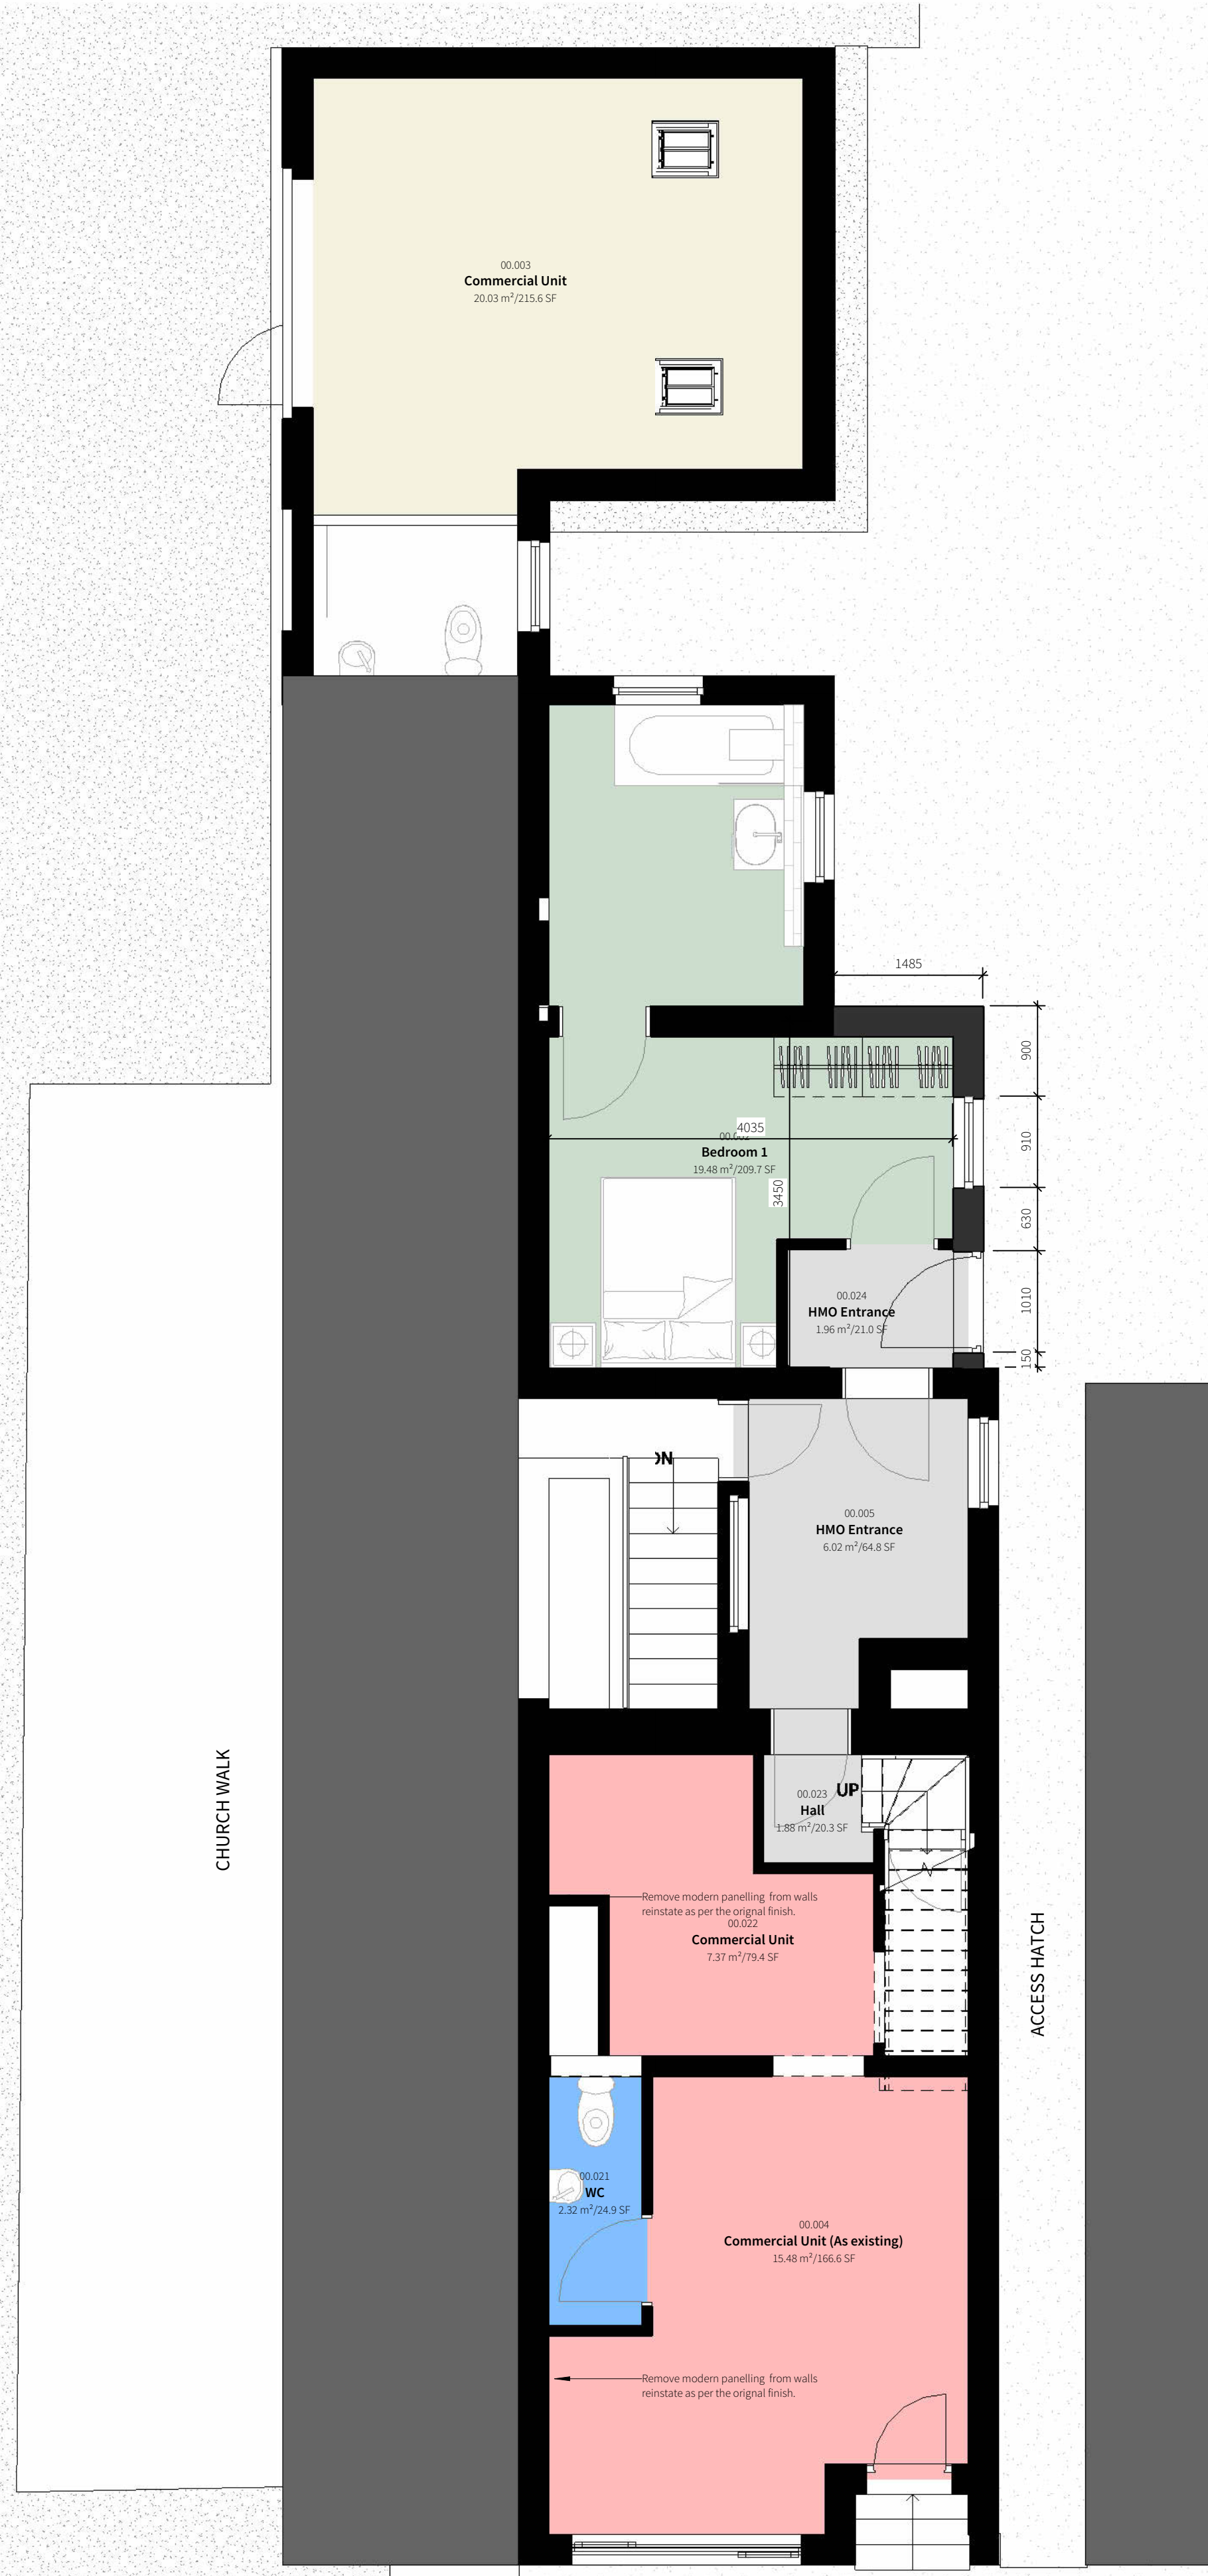 00.003
Commercial Unit
20.03 m²/215.6 SF
1485
900
910
630
1010
150
4035
3450
Bedroom 1
19.48 m²/209.7 SF
00.024
HMO Entrance
1.96 m²/21.0 SF
00.005
HMO Entrance
6.02 m²/64.8 SF
UP
00.023
Hall
1.88 m²/20.3 SF
CHURCH WALK
ACCESS HATCH
Remove modern panelling from walls
reinstate as per the orignal finish.
00.022
Commercial Unit
7.37 m²/79.4 SF
00.021
WC
2.32 m²/24.9 SF
00.004
Commercial Unit (As existing)
15.48 m²/166.6 SF
Remove modern panelling from walls
reinstate as per the orignal finish.